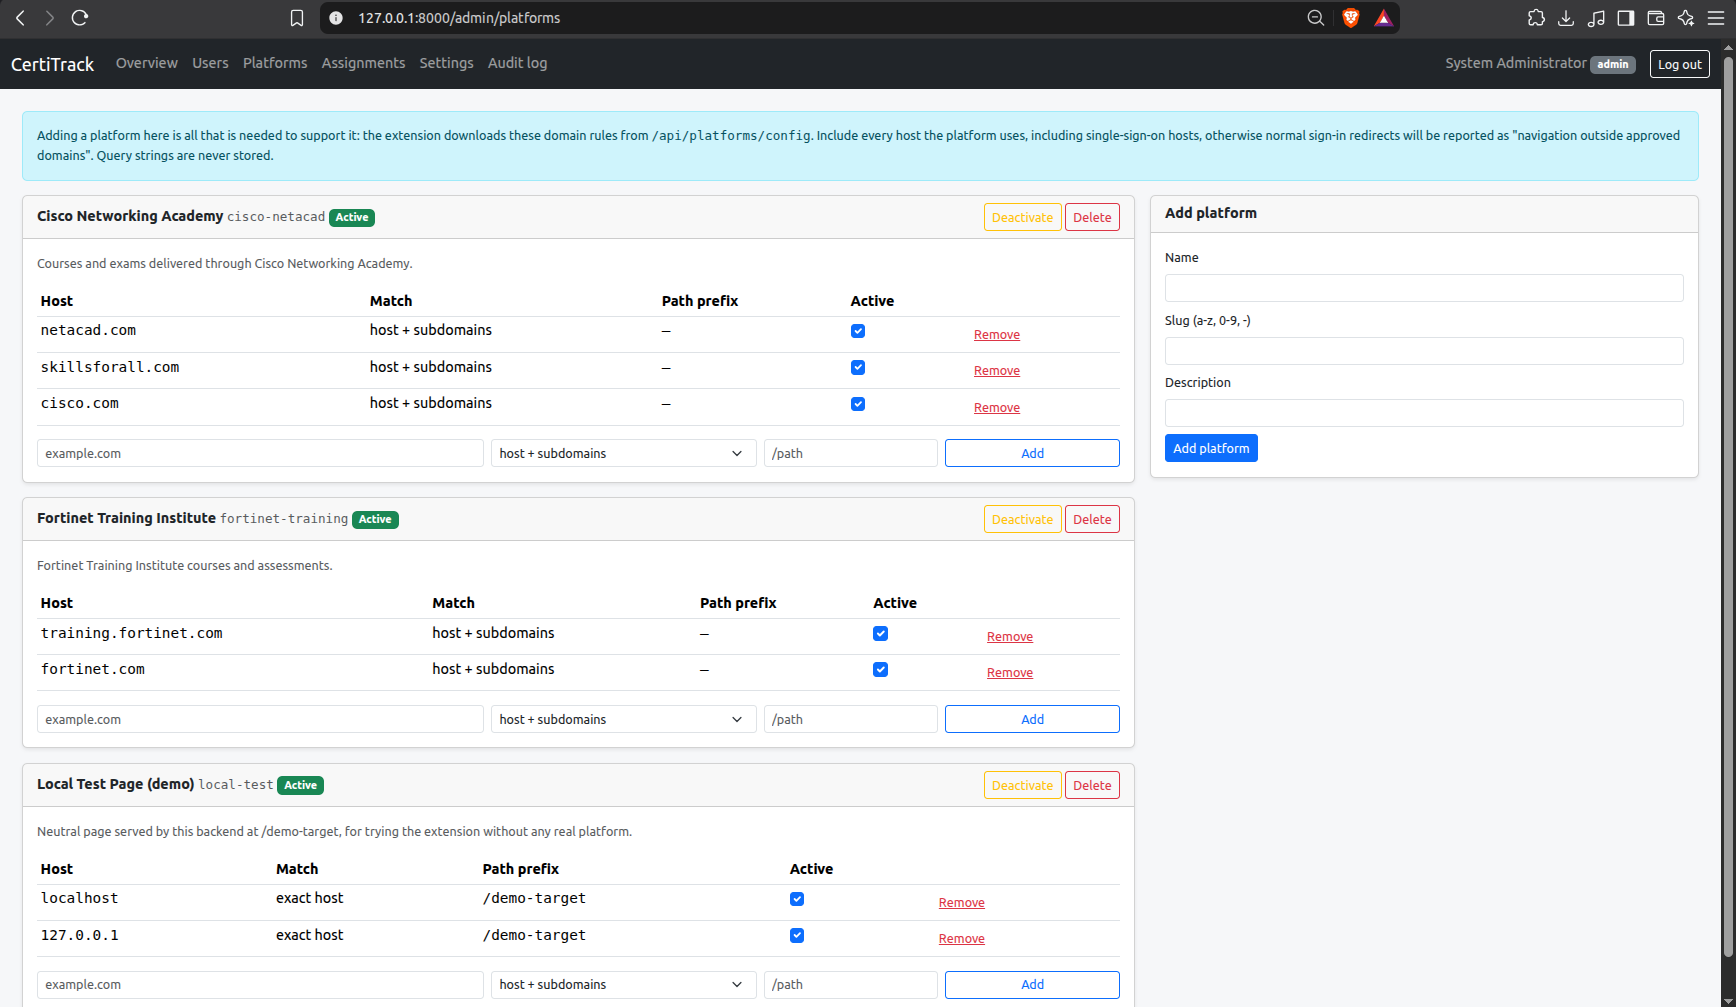 127.0.0.1:8000/admin/platforms
CertiTrack Overview Users Platforms Assignments Settings Audit log System Administrator admin Log out
Adding a platform here is all that is needed to support it: the extension downloads these domain rules from /api/platforms/config. Include every host the platform uses, including single-sign-on hosts, otherwise normal sign-in redirects will be reported as "navigation outside approved
domains". Query strings are never stored.
Cisco Networking Academy cisco-netacad Active Deactivate Delete
Courses and exams delivered through Cisco Networking Academy.
Host Match Path prefix Active
netacad.com host + subdomains — Remove
skillsforall.com host + subdomains — Remove
cisco.com host + subdomains — Remove
example.com host + subdomains /path Add
Fortinet Training Institute fortinet-training Active Deactivate Delete
Fortinet Training Institute courses and assessments.
Host Match Path prefix Active
training.fortinet.com host + subdomains — Remove
fortinet.com host + subdomains — Remove
example.com host + subdomains /path Add
Local Test Page (demo) local-test Active Deactivate Delete
Neutral page served by this backend at /demo-target, for trying the extension without any real platform.
Host Match Path prefix Active
localhost exact host /demo-target Remove
127.0.0.1 exact host /demo-target Remove
example.com host + subdomains /path Add
Add platform
Name
Slug (a-z, 0-9, -)
Description
Add platform